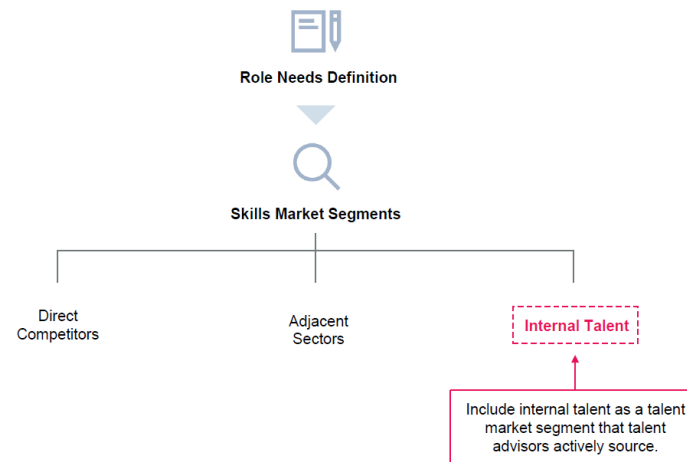 Role Needs Definition
Skills Market Segments
Direct
Competitors
Adjacent
Sectors
Internal Talent
Include internal talent as a talent
market segment that talent
advisors actively source.